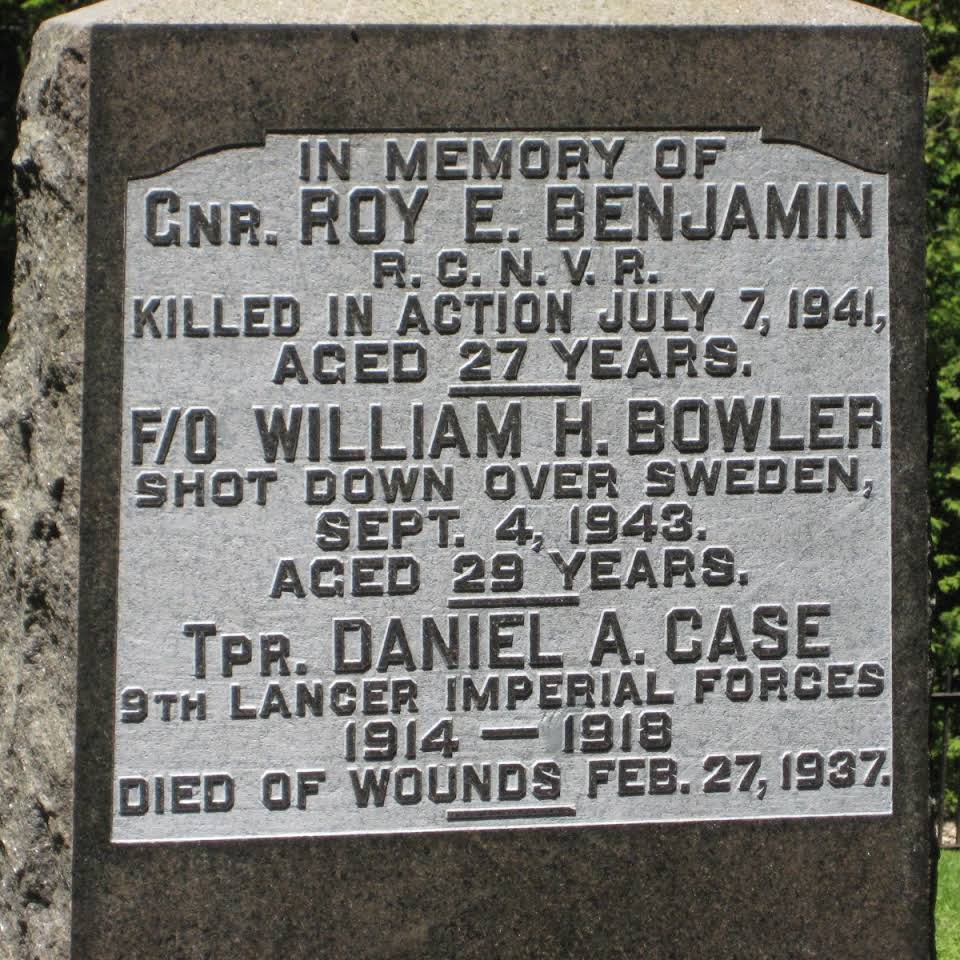 IN MEMORY OF
GNR. ROY E. BENJAMIN
R. C. N. V. R.
KILLED IN ACTION JULY 7, 1941,
AGED 27 YEARS.
F/O WILLIAM H. BOWLER
SHOT DOWN OVER SWEDEN,
SEPT. 4, 1943.
AGED 29 YEARS.
TPR. DANIEL A. CASE
9TH LANCER IMPERIAL FORCES
1914 — 1918
DIED OF WOUNDS FEB. 27, 1937.